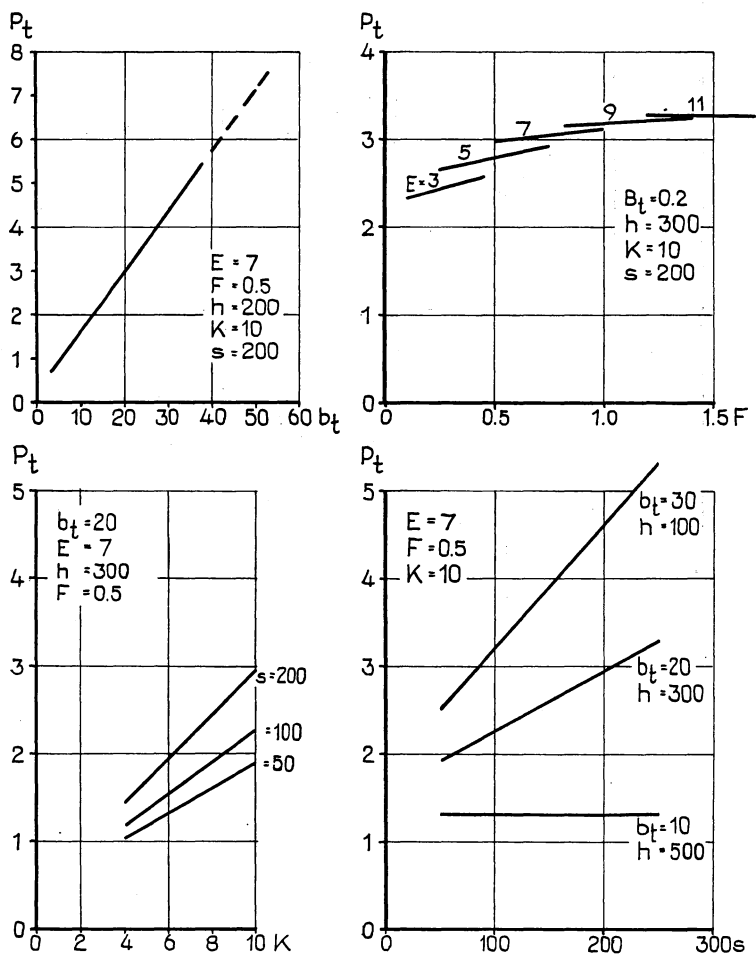 Pt
8
7
6
5
4
3
2
1
0
E = 7
F = 0.5
h = 200
K = 10
s = 200
0 10 20 30 40 50 60 bt
Pt
4
3
2
1
0
E=3
5
7
9
11
Bt=0.2
h = 300
K = 10
s = 200
0 0.5 1.0 1.5 F
Pt
5
4
3
2
1
0
bt=20
E = 7
h = 300
F = 0.5
s=200
=100
=50
0 2 4 6 8 10 K
Pt
5
4
3
2
1
0
E = 7
F = 0.5
K = 10
bt=30
h=100
bt=20
h = 300
bt=10
h = 500
0 100 200 300s